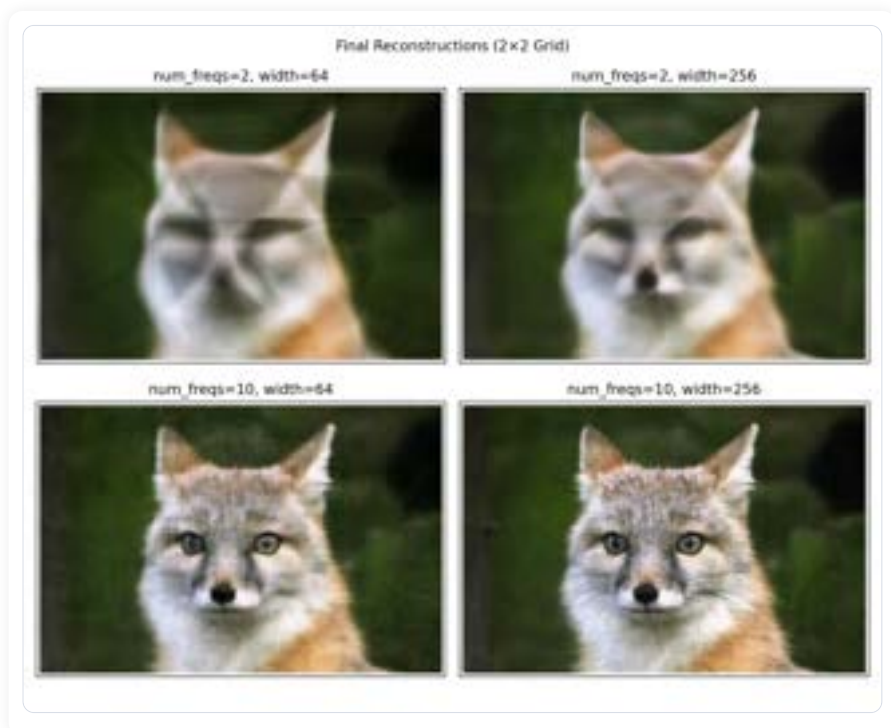 Final Reconstructions (2×2 Grid)
num_freqs=2, width=64
num_freqs=2, width=256
num_freqs=10, width=64
num_freqs=10, width=256